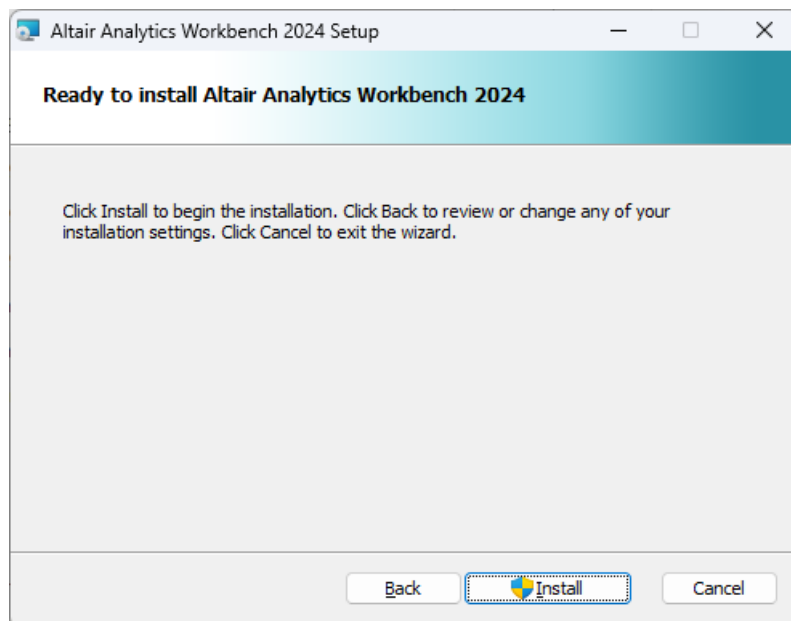 Altair Analytics Workbench 2024 Setup
Ready to install Altair Analytics Workbench 2024
Click Install to begin the installation. Click Back to review or change any of your
installation settings. Click Cancel to exit the wizard.
Back Install Cancel